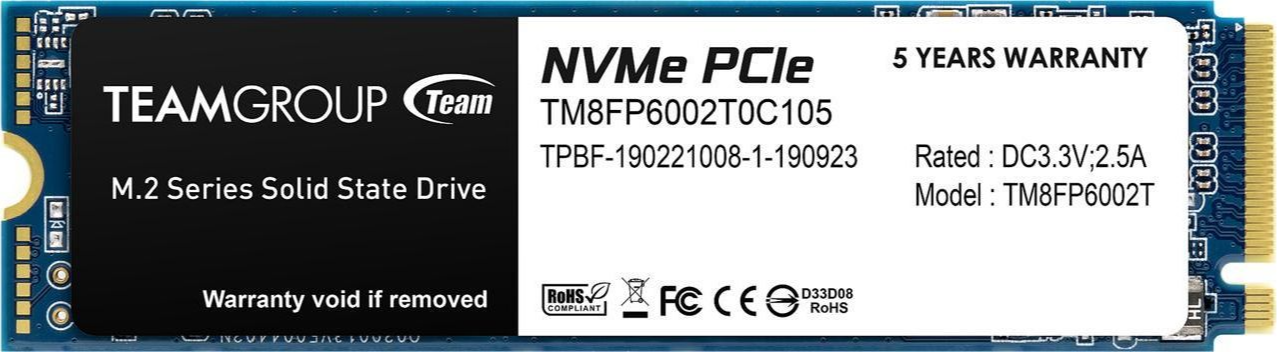 TEAMGROUP Team
M.2 Series Solid State Drive
Warranty void if removed
NVMe PCIe
5 YEARS WARRANTY
TM8FP6002T0C105
TPBF-190221008-1-190923
Rated : DC3.3V;2.5A
Model : TM8FP6002T
RoHS
COMPLIANT
FC CE
D33D08
RoHS
HL